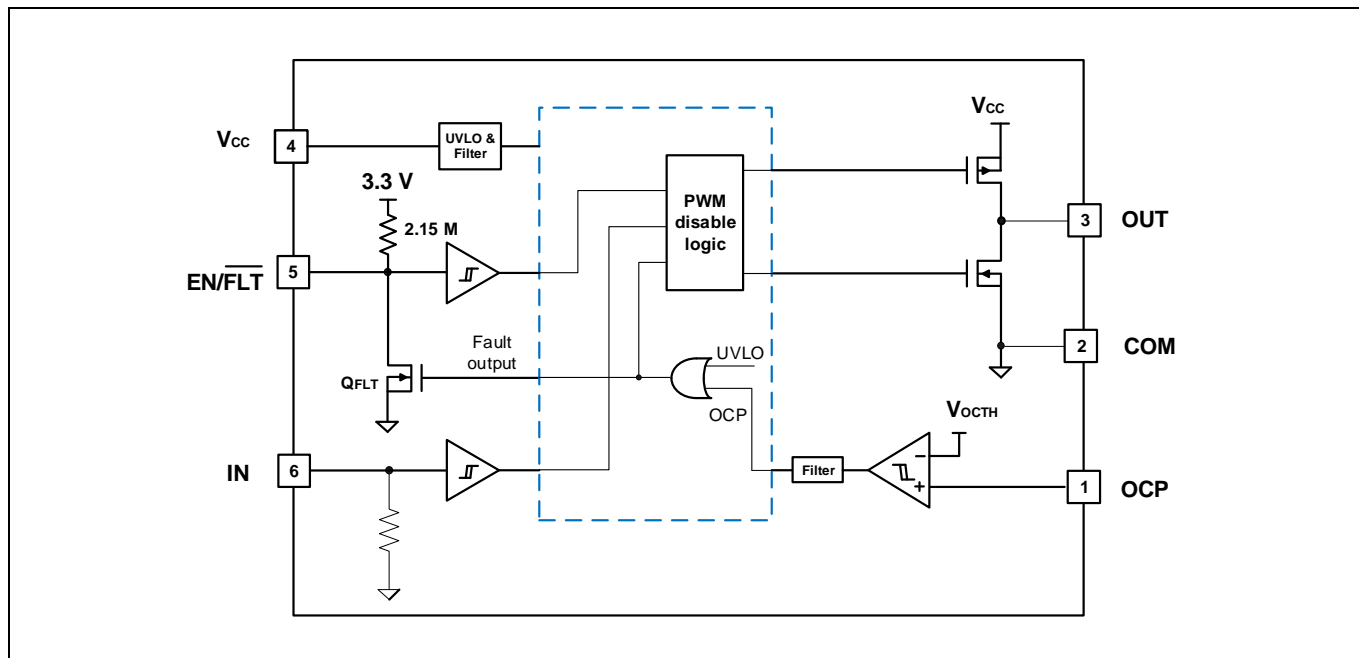 VCC
4
UVLO &
Filter
3.3 V
2.15 M
EN/FLT
5
Fault
output
QFLT
IN
6
PWM
disable
logic
UVLO
OCP
Filter
VOCTH
–
+
VCC
3
OUT
2
COM
1
OCP